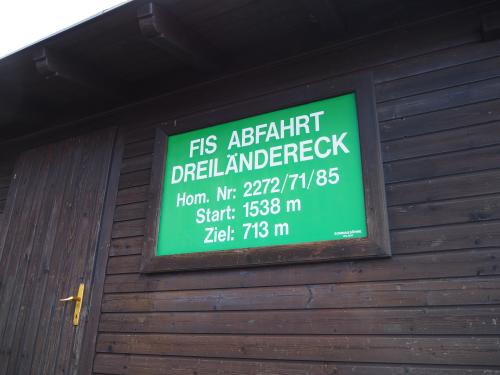 FIS ABFAHRT
DREILÄNDERECK
Hom. Nr: 2272/71/85
Start: 1538 m
Ziel: 713 m